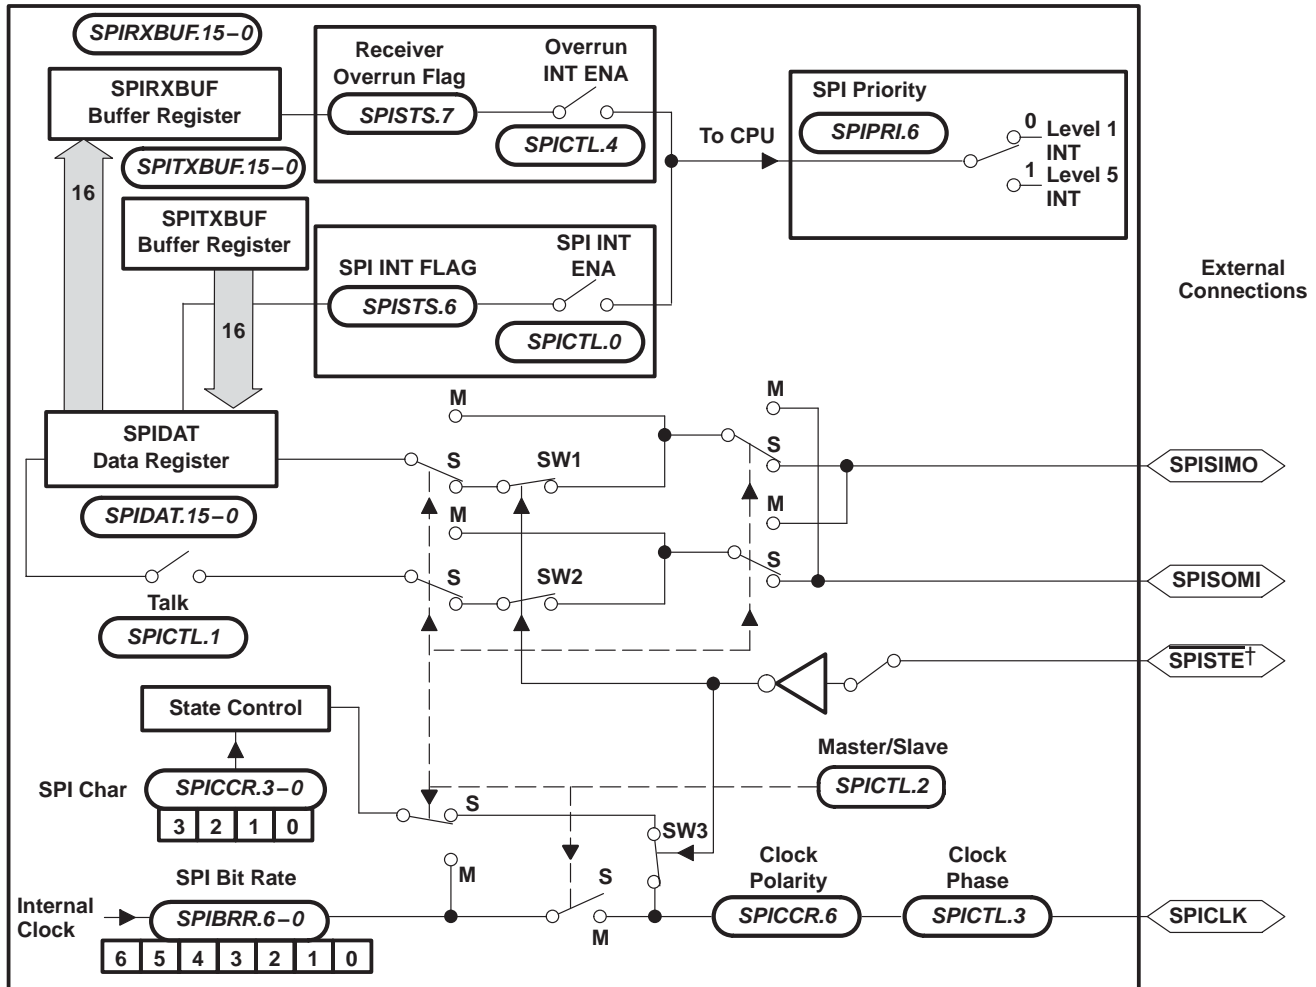 SPIRXBUF.15–0
SPIRXBUF
Buffer Register
SPITXBUF.15–0
16
SPITXBUF
Buffer Register
16
Receiver
Overrun Flag
SPISTS.7
Overrun
INT ENA
SPICTL.4
To CPU
SPI Priority
SPIPRI.6
0
Level 1
INT
1
Level 5
INT
SPI INT FLAG
SPISTS.6
SPI INT
ENA
SPICTL.0
External
Connections
SPIDAT
Data Register
SPIDAT.15–0
M
S
SW1
M
S
SPISIMO
M
S
SW2
M
S
SPISOMI
Talk
SPICTL.1
SPISTE†
State Control
Master/Slave
SPICTL.2
SPI Char
SPICCR.3–0
3 2 1 0
S
M
SW3
SPI Bit Rate
Internal
Clock
SPIBRR.6–0
6 5 4 3 2 1 0
S
M
Clock
Polarity
SPICCR.6
Clock
Phase
SPICTL.3
SPICLK